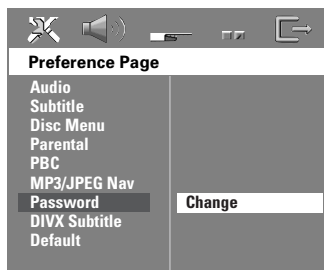 Preference Page
Audio
Subtitle
Disc Menu
Parental
PBC
MP3/JPEG Nav
Password
Change
DIVX Subtitle
Default